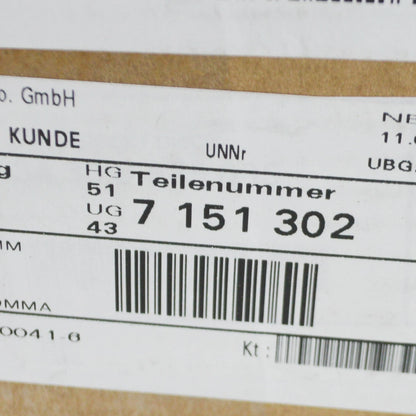 o. GmbH
NE
KUNDE
UNNr
11.
UBG.
g
HG
51
Teilenummer
UG
43
7 151 302
MM
OMMA
0041-6
Kt :